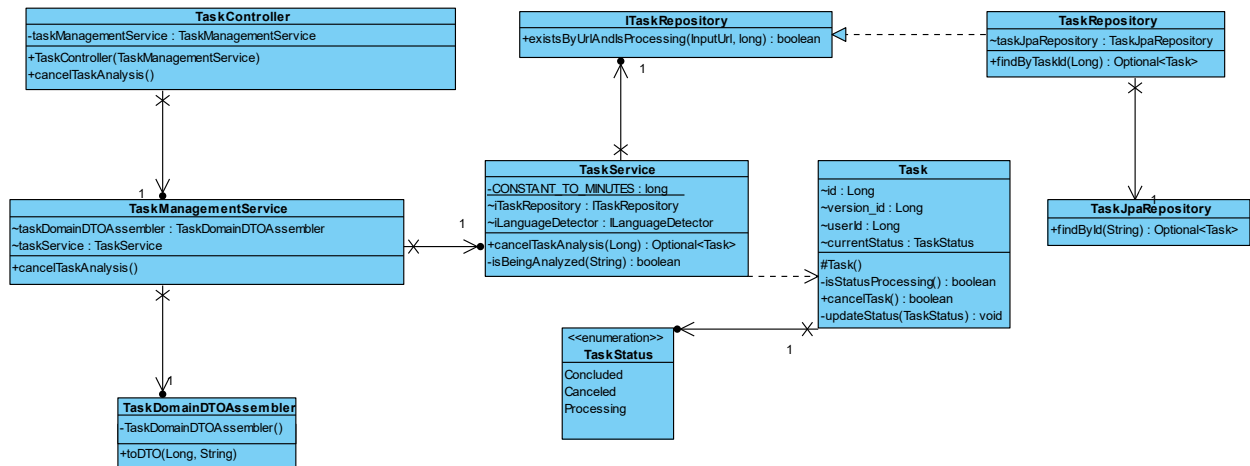 TaskController
-taskManagementService : TaskManagementService
+TaskController(TaskManagementService)
+cancelTaskAnalysis()
ITaskRepository
+existsByUrlAndIsProcessing(InputUrl, long) : boolean
TaskRepository
~taskJpaRepository : TaskJpaRepository
+findByTaskId(Long) : Optional<Task>
1
1
TaskManagementService
~taskDomainDTOAssembler : TaskDomainDTOAssembler
~taskService : TaskService
+cancelTaskAnalysis()
1
TaskService
-CONSTANT_TO_MINUTES : long
~iTaskRepository : ITaskRepository
~iLanguageDetector : ILanguageDetector
+cancelTaskAnalysis(Long) : Optional<Task>
-isBeingAnalyzed(String) : boolean
Task
~id : Long
~version_id : Long
~userId : Long
~currentStatus : TaskStatus
#Task()
-isStatusProcessing() : boolean
+cancelTask() : boolean
-updateStatus(TaskStatus) : void
1
TaskJpaRepository
+findById(String) : Optional<Task>
1
<<enumeration>>
TaskStatus
Concluded
Canceled
Processing
1
TaskDomainDTOAssembler
-TaskDomainDTOAssembler()
+toDTO(Long, String)